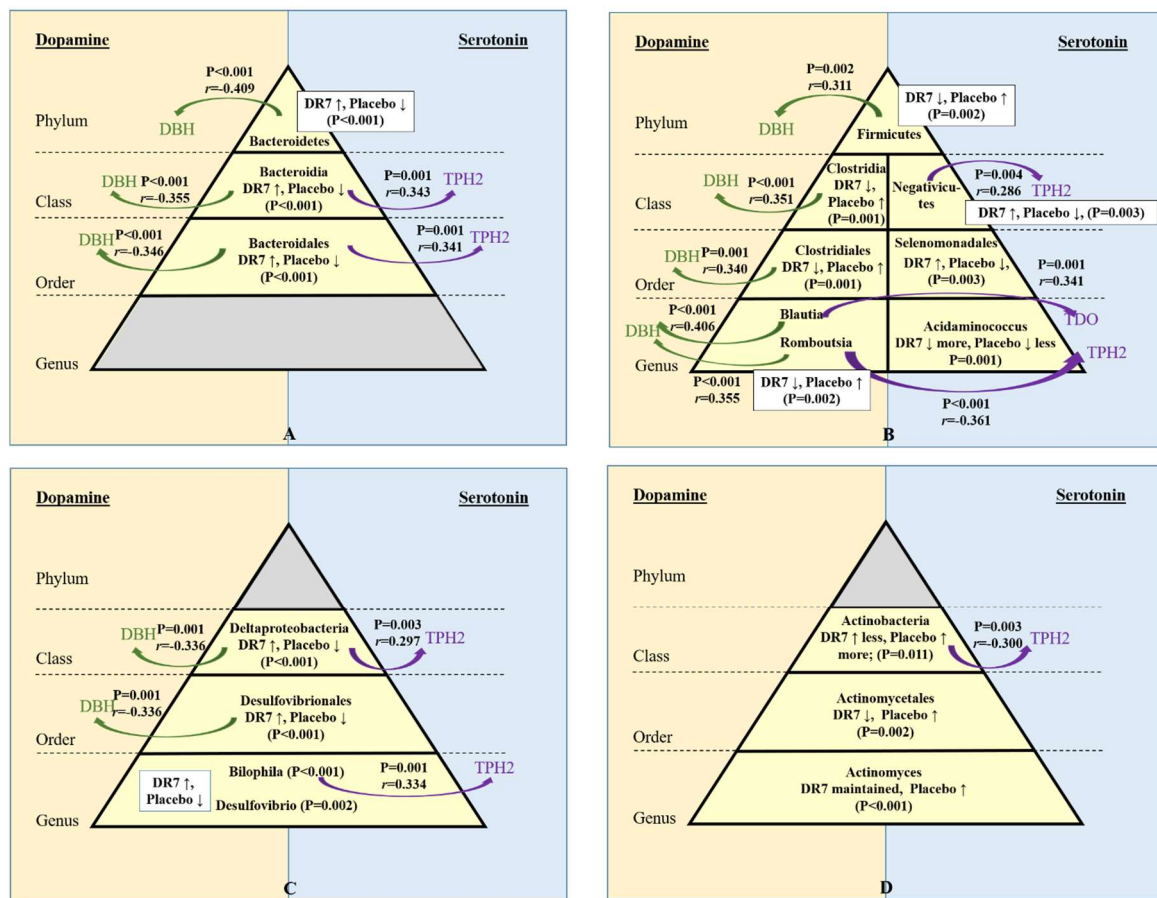 Dopamine
Serotonin
P<0.001
r=-0.409
DR7 ↑, Placebo ↓
(P<0.001)
DBH
Phylum
Bacteroidetes
DBH
P<0.001
r=-0.355
Bacteroidia
DR7 ↑, Placebo ↓
(P<0.001)
P=0.001
r=0.343
TPH2
Class
DBH
P<0.001
r=-0.346
Bacteroidales
DR7 ↑, Placebo ↓
(P<0.001)
P=0.001
r=0.341
TPH2
Order
Genus
A
Dopamine
Serotonin
P=0.002
r=0.311
DR7 ↓, Placebo ↑
(P=0.002)
DBH
Phylum
Firmicutes
DBH
P<0.001
r=0.351
Clostridia
DR7 ↓,
Placebo ↑
(P=0.001)
Negativicu-
tes
P=0.004
r=0.286
TPH2
DR7 ↑, Placebo ↓, (P=0.003)
Class
DBH
P=0.001
r=0.340
Clostridiales
DR7 ↓, Placebo ↑
(P=0.001)
Selenomonadales
DR7 ↑, Placebo ↓,
(P=0.003)
P=0.001
r=0.341
Order
P<0.001
r=0.406
DBH
Blautia
Romboutsia
TDO
Acidaminococcus
DR7 ↓ more, Placebo ↓ less
P=0.001)
TPH2
Genus
P<0.001
r=0.355
DR7 ↓, Placebo ↑
(P=0.002)
P<0.001
r=-0.361
B
Dopamine
Serotonin
Phylum
DBH
P=0.001
r=-0.336
Deltaproteobacteria
DR7 ↑, Placebo ↓
(P<0.001)
P=0.003
r=0.297
TPH2
Class
DBH
P=0.001
r=-0.336
Desulfovibrionales
DR7 ↑, Placebo ↓
(P<0.001)
Order
DR7 ↑,
Placebo ↓
Bilophila (P<0.001)
P=0.001
r=0.334
TPH2
Desulfovibrio (P=0.002)
Genus
C
Dopamine
Serotonin
Phylum
Actinobacteria
DR7 ↑ less, Placebo ↑
more; (P=0.011)
P=0.003
r=-0.300
TPH2
Class
Actinomycetales
DR7 ↓, Placebo ↑
(P=0.002)
Order
Actinomyces
DR7 maintained, Placebo ↑
(P<0.001)
Genus
D